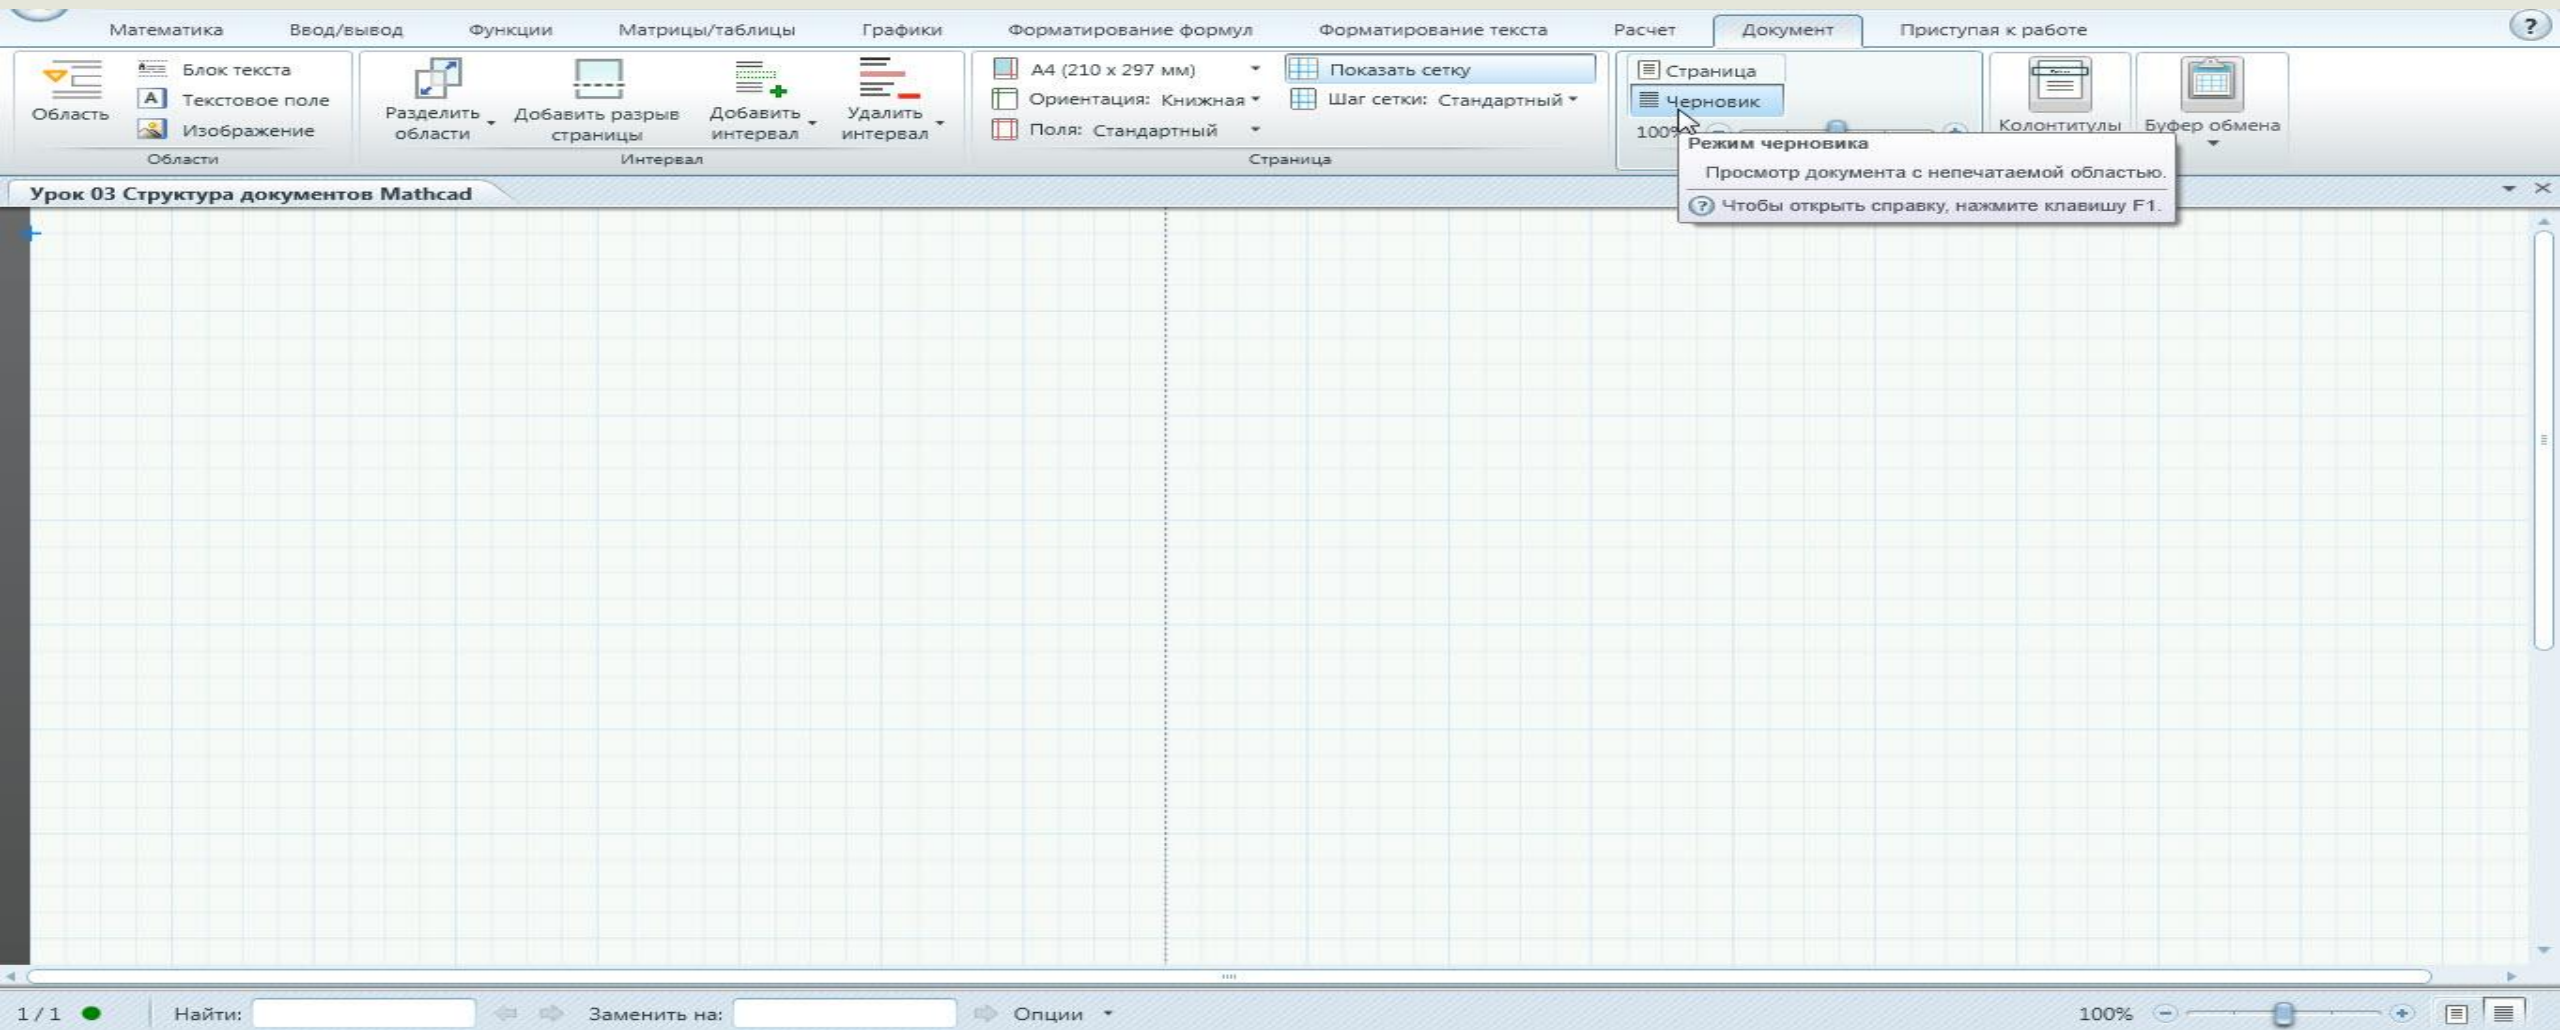 Математика Ввод/вывод Функции Матрицы/таблицы Графики Форматирование формул Форматирование текста Расчет Документ Приступая к работе ?
Область
Блок текста
A Текстовое поле
Изображение
Области
Разделить области
Добавить разрыв страницы
Добавить интервал
Удалить интервал
Интервал
A4 (210 x 297 мм)
Ориентация: Книжная
Поля: Стандартный
Показать сетку
Шаг сетки: Стандартный
Страница
Страница
Черновик
100%
Колонтитулы
Буфер обмена
Режим черновика
Просмотр документа с непечатаемой областью.
? Чтобы открыть справку, нажмите клавишу F1.
Урок 03 Структура документов Mathcad
1 / 1 Найти: Заменить на: Опции 100%